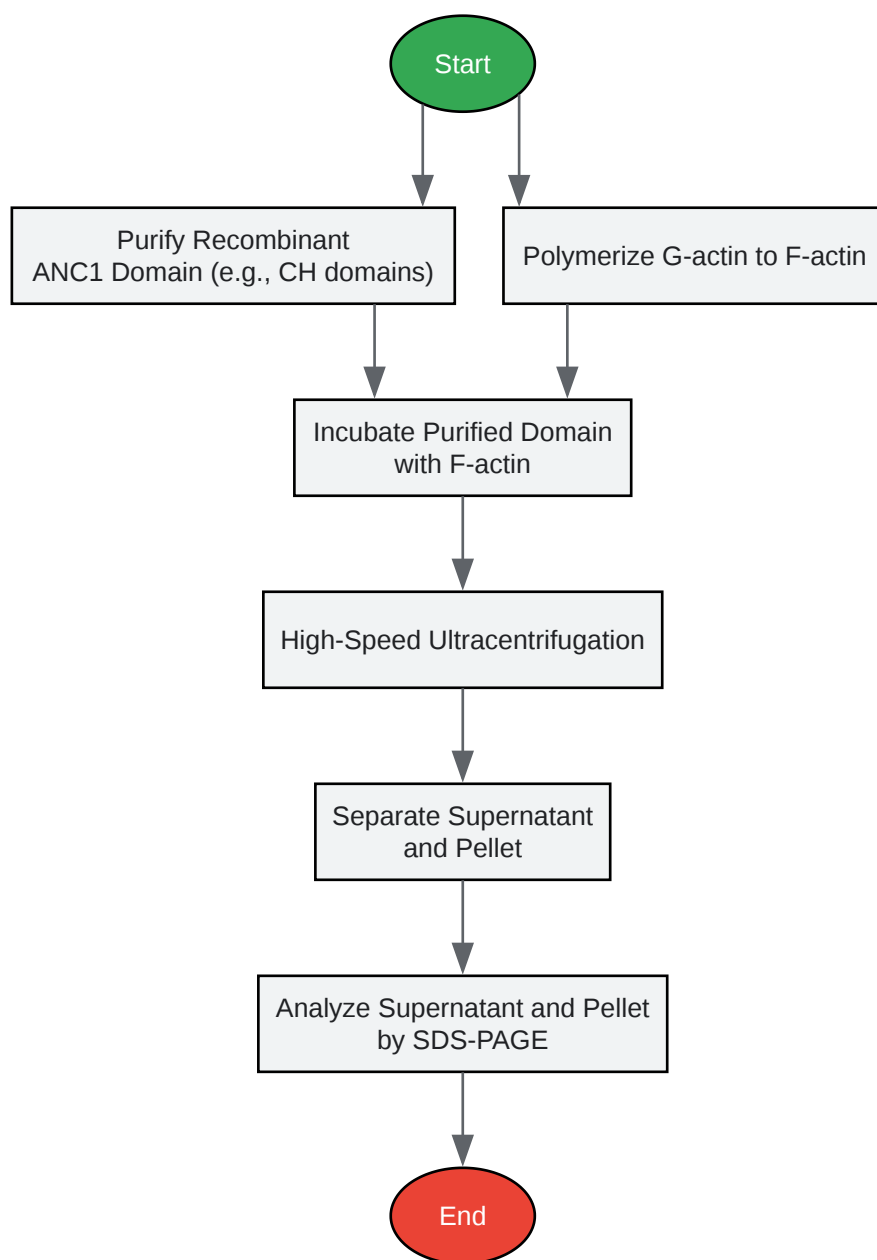 Start
Purify Recombinant
ANC1 Domain (e.g., CH domains)
Polymerize G-actin to F-actin
Incubate Purified Domain
with F-actin
High-Speed Ultracentrifugation
Separate Supernatant
and Pellet
Analyze Supernatant and Pellet
by SDS-PAGE
End